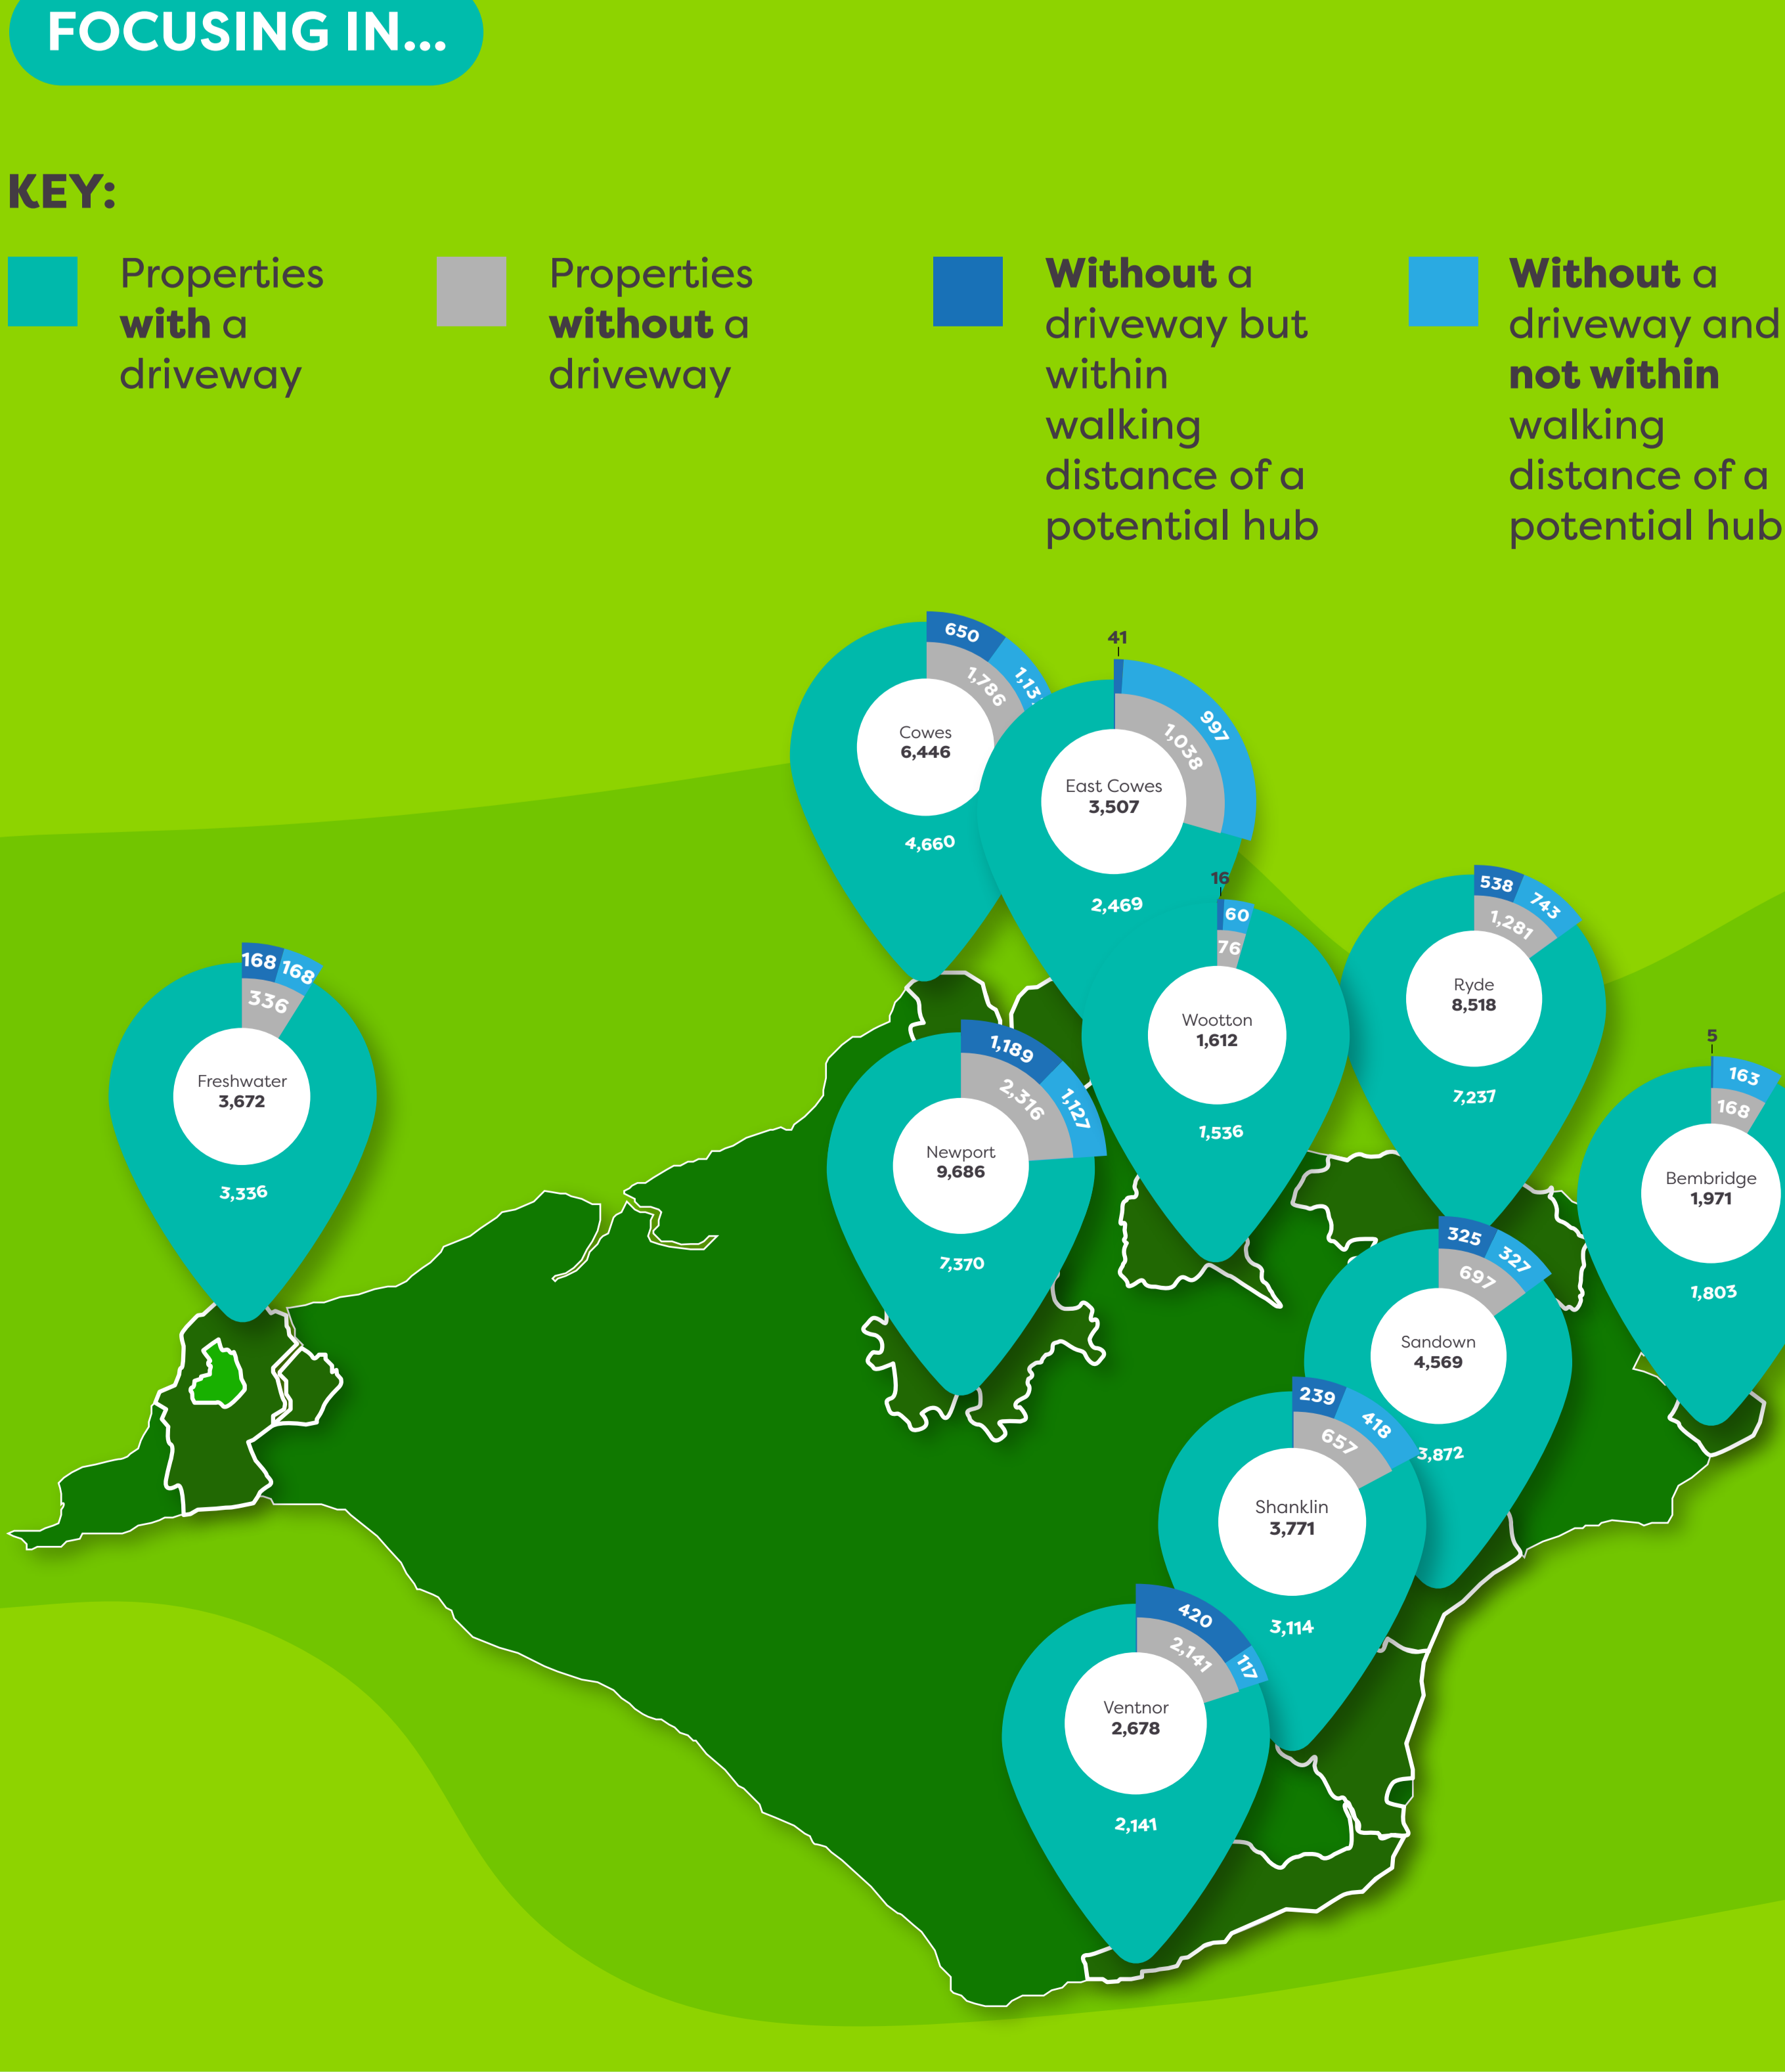 FOCUSING IN...
KEY:
Properties
with a
driveway
Properties
without a
driveway
Without a
driveway but
within
walking
distance of a
potential hub
Without a
driveway and
not within
walking
distance of a
potential hub
650
1,786
Cowes
6,446
4,660
41
997
1,038
East Cowes
3,507
2,469
16
60
76
Wootton
1,612
1,536
538
743
1,281
Ryde
8,518
7,237
168
168
336
Freshwater
3,672
3,336
1,189
1,127
2,316
Newport
9,686
7,370
5
163
168
Bembridge
1,971
1,803
325
327
697
Sandown
4,569
3,872
239
418
657
Shanklin
3,771
3,114
420
117
2,141
Ventnor
2,678
2,141